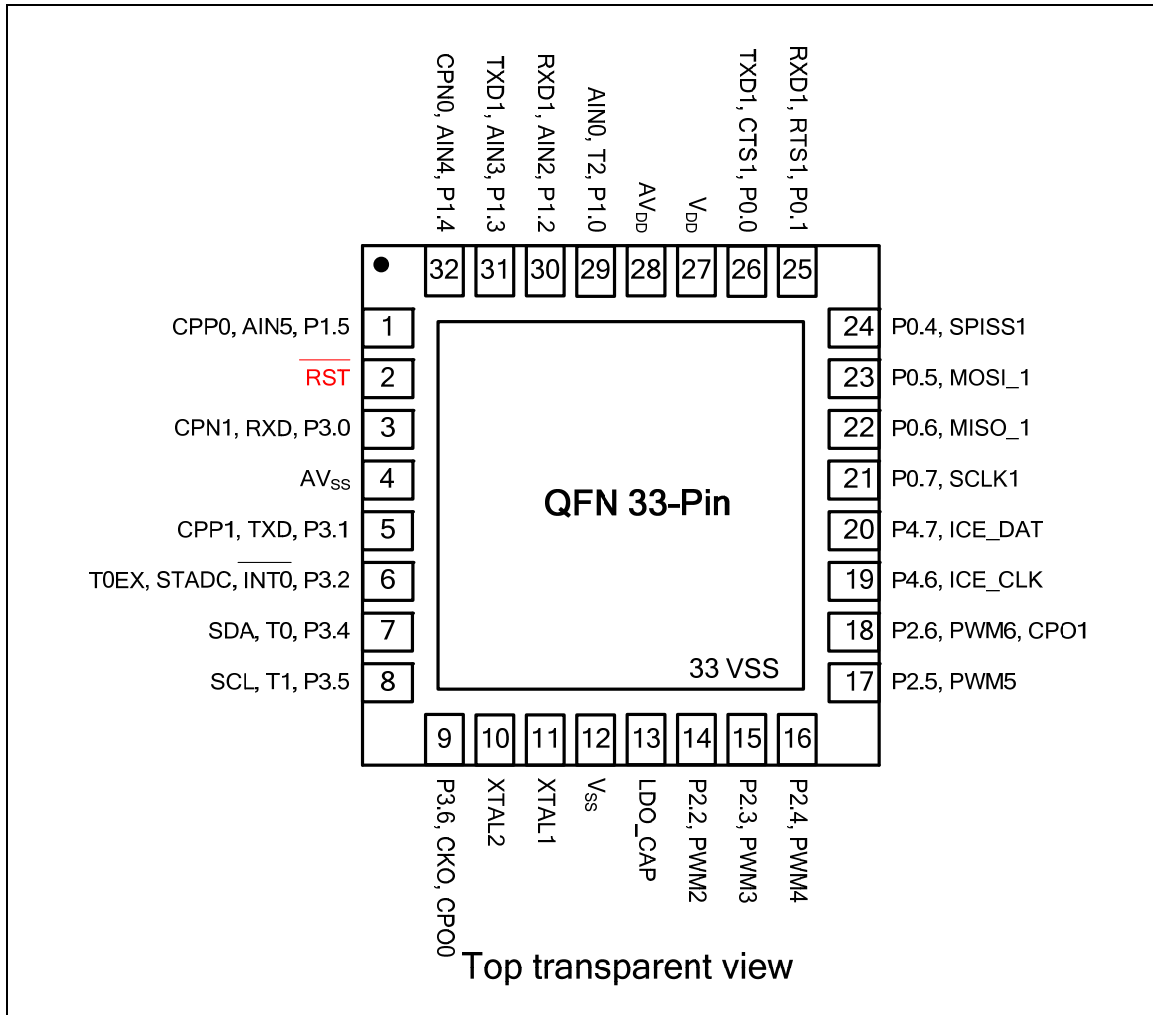 CPN0, AIN4, P1.4
TXD1, AIN3, P1.3
RXD1, AIN2, P1.2
AIN0, T2, P1.0
AVDD
VDD
TXD1, CTS1, P0.0
RXD1, RTS1, P0.1
32
31
30
29
28
27
26
25
CPP0, AIN5, P1.5
1
RST
2
CPN1, RXD, P3.0
3
AVSS
4
CPP1, TXD, P3.1
5
T0EX, STADC, INT0, P3.2
6
SDA, T0, P3.4
7
SCL, T1, P3.5
8
QFN 33-Pin
33 VSS
24
P0.4, SPISS1
23
P0.5, MOSI_1
22
P0.6, MISO_1
21
P0.7, SCLK1
20
P4.7, ICE_DAT
19
P4.6, ICE_CLK
18
P2.6, PWM6, CPO1
17
P2.5, PWM5
9
10
11
12
13
14
15
16
P3.6, CKO, CPO0
XTAL2
XTAL1
VSS
LDO_CAP
P2.2, PWM2
P2.3, PWM3
P2.4, PWM4
Top transparent view